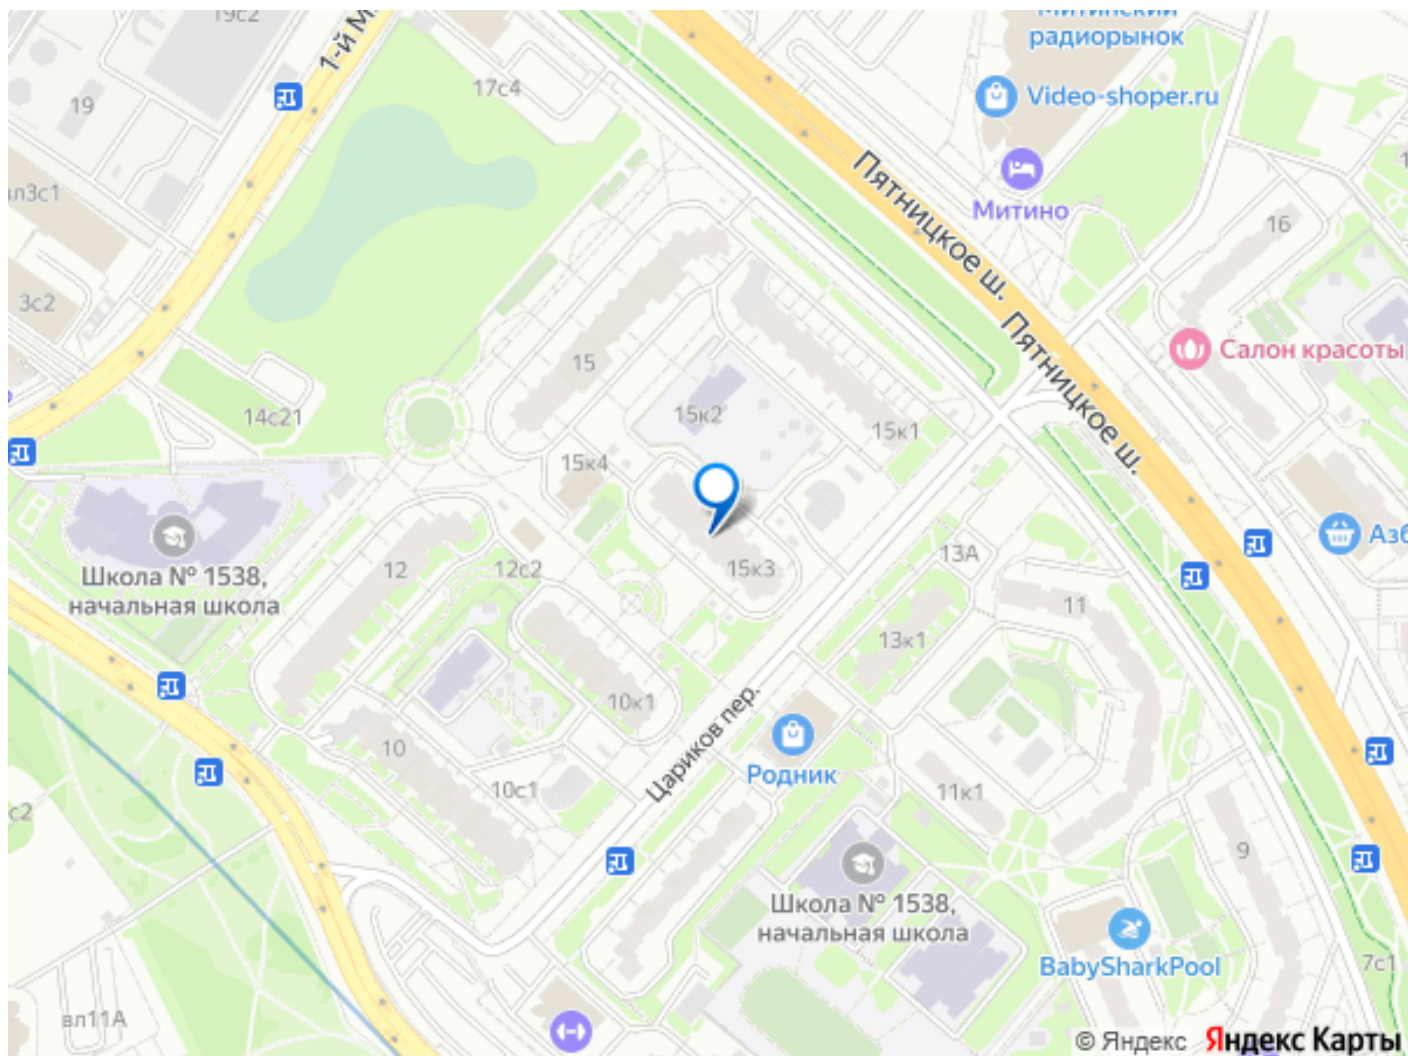 19с2
1-й М
Митинский
радиорынок
17с4
Video-shoper.ru
19
Пятницкое ш.
Митино
16
3с2
Пятницкое ш.
Салон красоты
15
14с21
15к2
15к1
15к4
Школа № 1538,
начальная школа
12
12с2
15к3
13А
Азб
11
13к1
10к1
Цариков пер.
10
Родник
10с1
11к1
9
Школа № 1538,
начальная школа
BabySharkPool
7с1
вл11А
© Яндекс Яндекс Карты